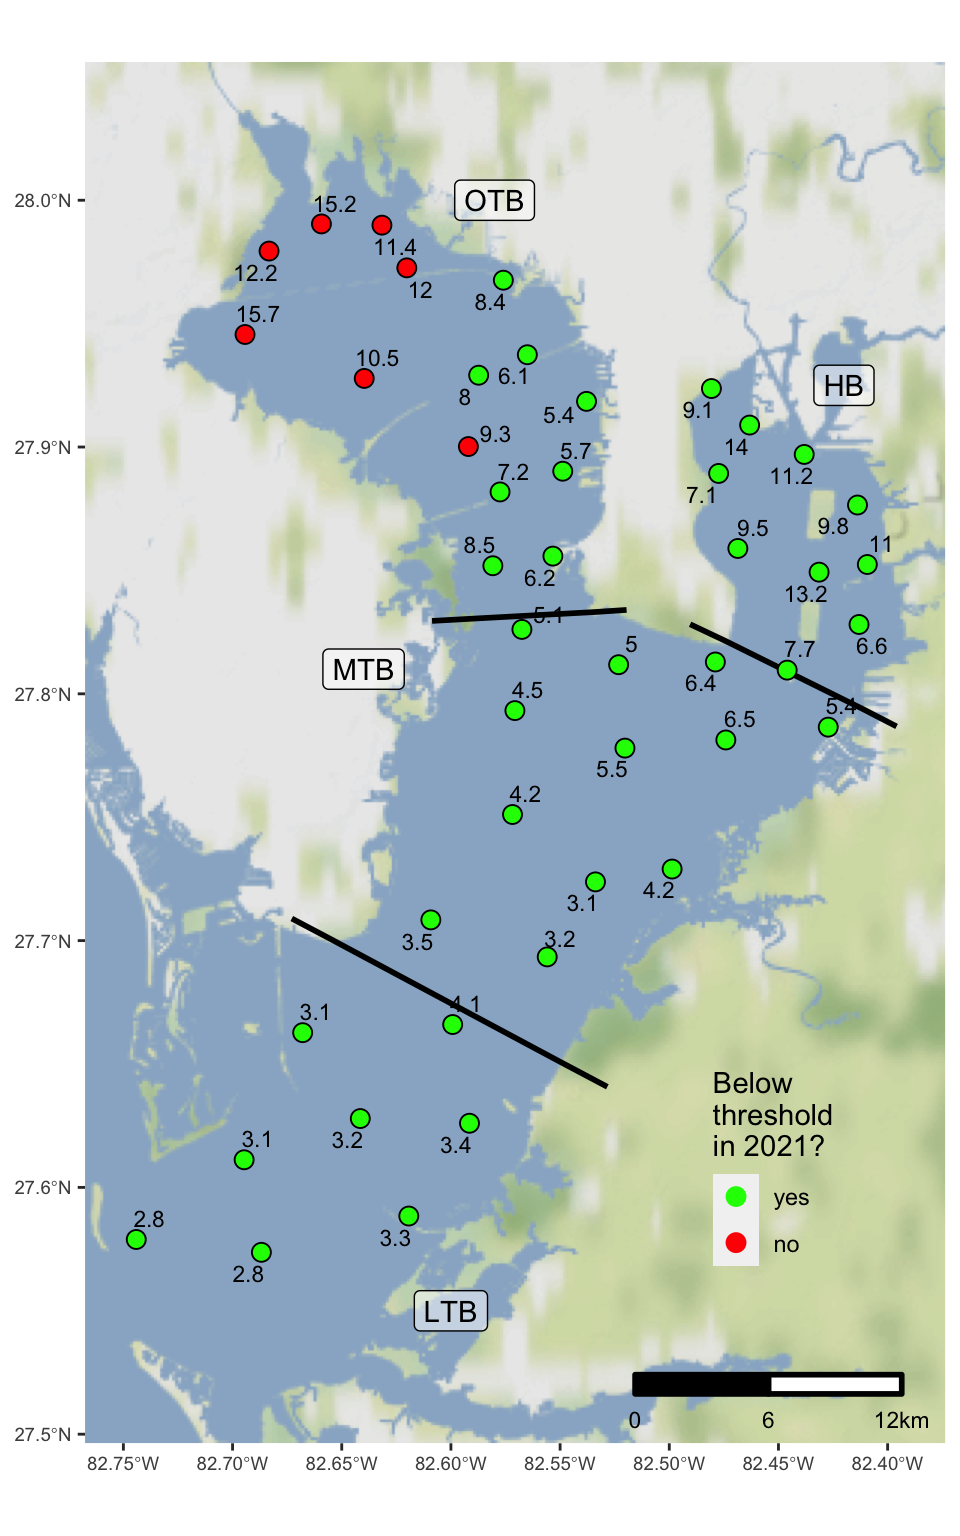 28.0°N
27.9°N
27.8°N
27.7°N
27.6°N
27.5°N
OTB
15.2
11.4
12.2
12
8.4
15.7
10.5
6.1
8
5.4
9.3
5.7
7.2
8.5
6.2
HB
9.1
14
11.2
7.1
9.8
9.5
11
13.2
6.6
7.7
5.1
MTB
5
6.4
5.4
4.5
6.5
5.5
4.2
4.2
3.1
3.5
3.2
4.1
3.1
3.2
3.4
3.1
2.8
3.3
2.8
LTB
Below
threshold
in 2021?
yes
no
0 6 12km
82.75°W 82.70°W 82.65°W 82.60°W 82.55°W 82.50°W 82.45°W 82.40°W